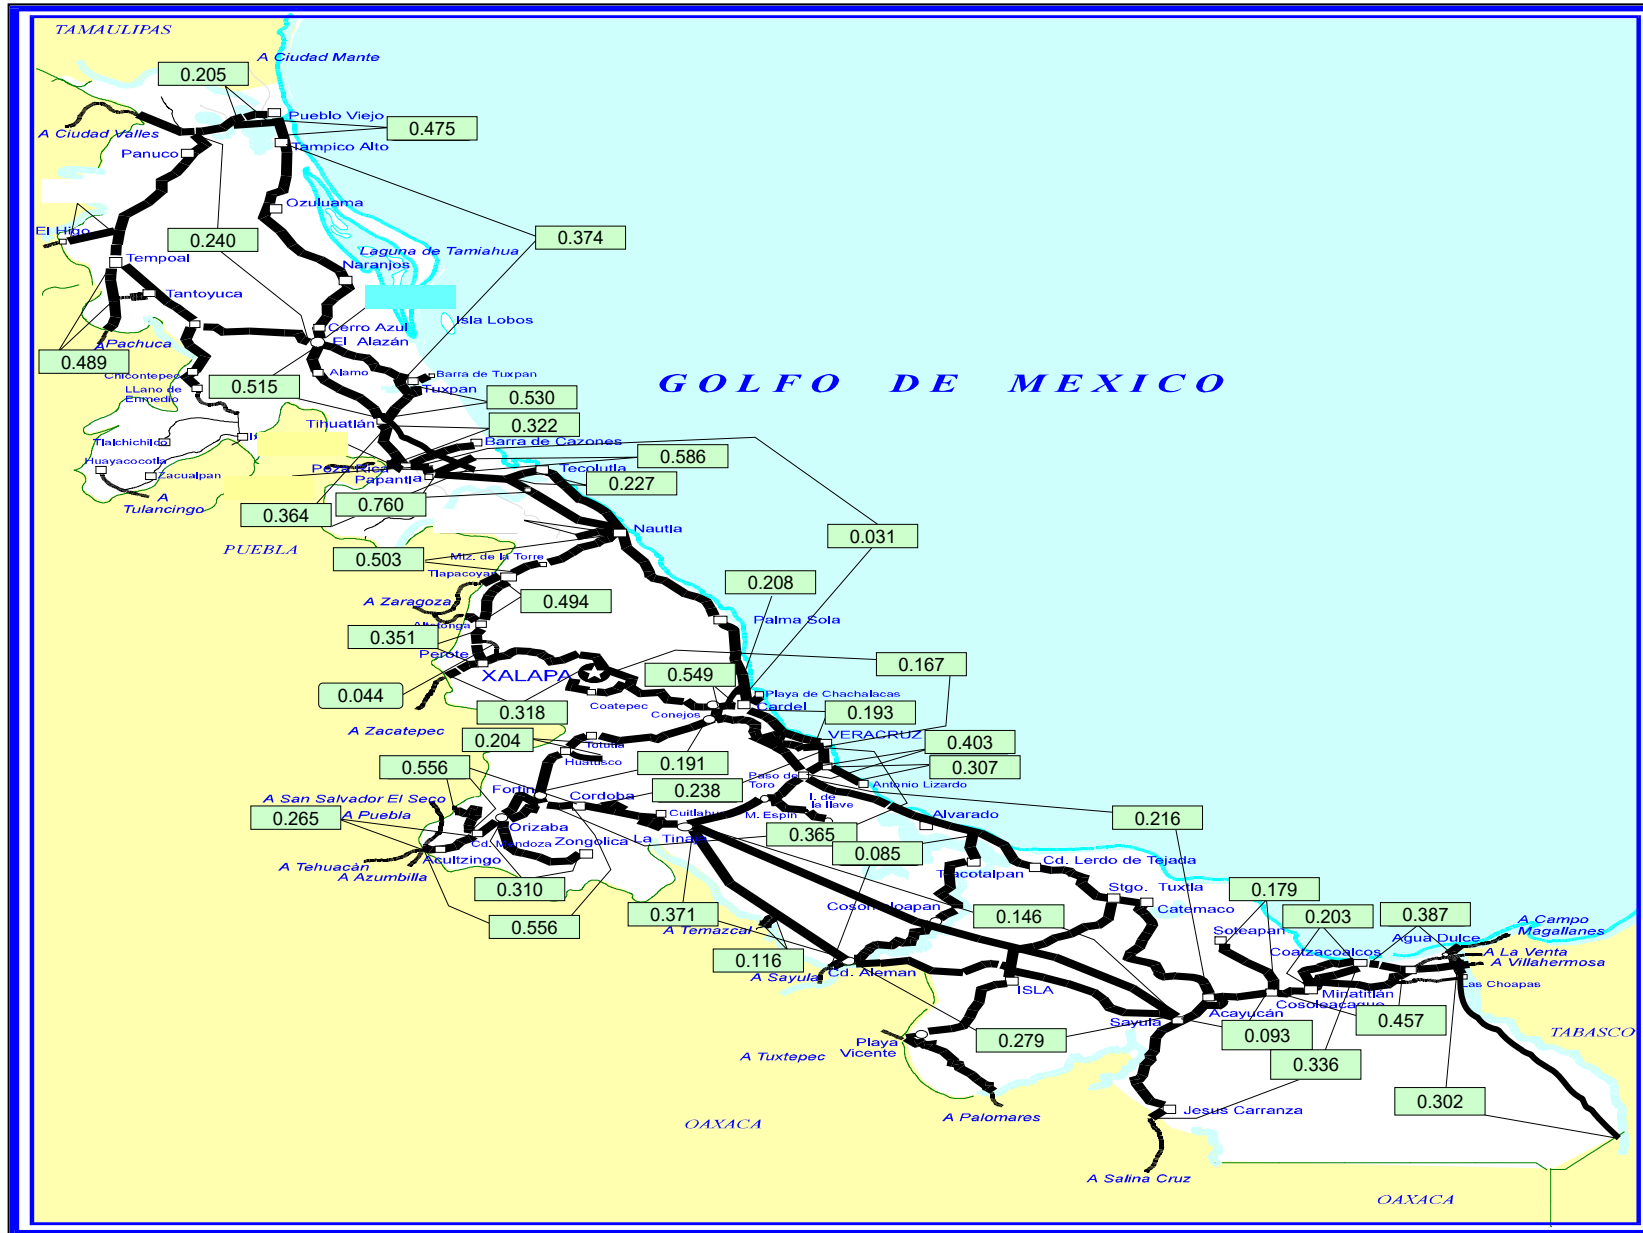 TAMAULIPAS
A Ciudad Mante
0.205
Pueblo Viejo
0.475
A Ciudad Valles
Panuco
Tampico Alto
Ozuluama
El Higo
0.240
0.374
Tempoal
Laguna de Tamiahua
Naranjos
Tantoyuca
Isla Lobos
Cerro Azul
El Alazán
A Pachuca
0.489
Chicontepec
Alamo
Barra de Tuxpan
LLano de
Enmedio
0.515
Tuxpan
0.530
GOLFO DE MEXICO
Tihuatlán
0.322
Tlalchichilco
Barra de Cazones
0.586
Huayacocotla
Zacualpan
Poza Rica
Papantla
Tecolutla
0.227
A
Tulancingo
0.364
0.760
Nautla
0.031
PUEBLA
0.503
Mtz. de la Torre
Tlapacoyan
0.208
A Zaragoza
0.494
Palma Sola
0.351
Perote
XALAPA
0.549
0.167
0.044
Playa de Chachalacas
Coatepec
Conejos
Cardel
0.318
0.193
A Zacatepec
0.204
Totutla
VERACRUZ
0.403
Huatusco
0.191
0.307
0.556
Paso de
Toro
Antonio Lizardo
Fortin
0.238
A San Salvador El Seco
Cordoba
I. de
la llave
A Puebla
0.265
Cuitlahuac
M. Espin
Alvarado
0.216
Orizaba
Cd. Mendoza
Zongolica
La Tinaja
0.365
0.085
A Tehuacàn
Acultzingo
A Azumbilla
Tlacotalpan
Cd. Lerdo de Tejada
0.310
Stgo. Tuxtla
0.179
Catemaco
0.371
Cosomaloapan
0.146
0.556
0.203
0.387
A Campo
Magallanes
A Temazcal
Soteapan
Agua Dulce
0.116
Coatzacoalcos
A La Venta
A Villahermosa
A Sayula
Cd. Aleman
ISLA
Minatitlán
Las Choapas
Cosoleacaque
Acayucán
Sayula
0.457
0.093
0.279
TABASCO
Playa
Vicente
A Tuxtepec
0.336
0.302
A Palomares
Jesus Carranza
OAXACA
A Salina Cruz
OAXACA